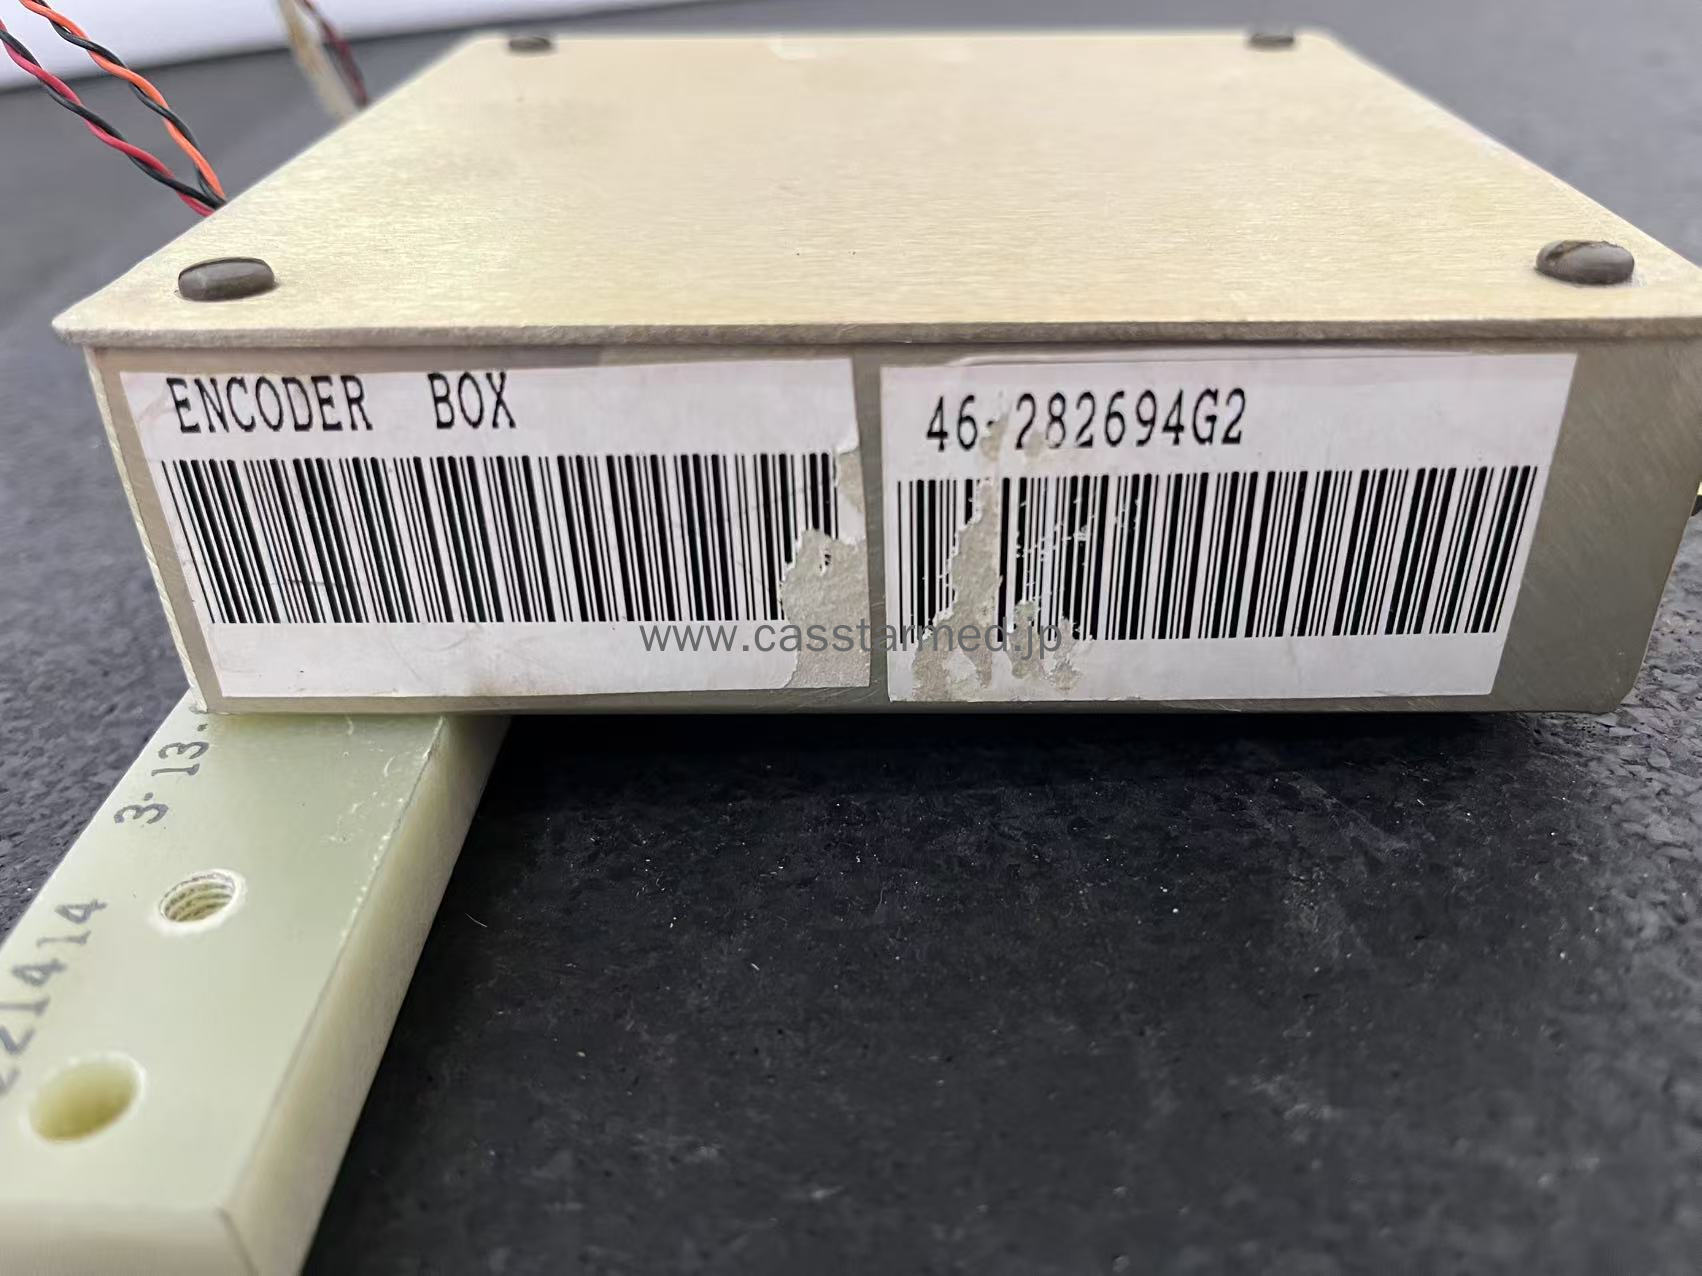 ENCODER BOX
46-282694G2
www.casstarmed.jp
3-13-
221414